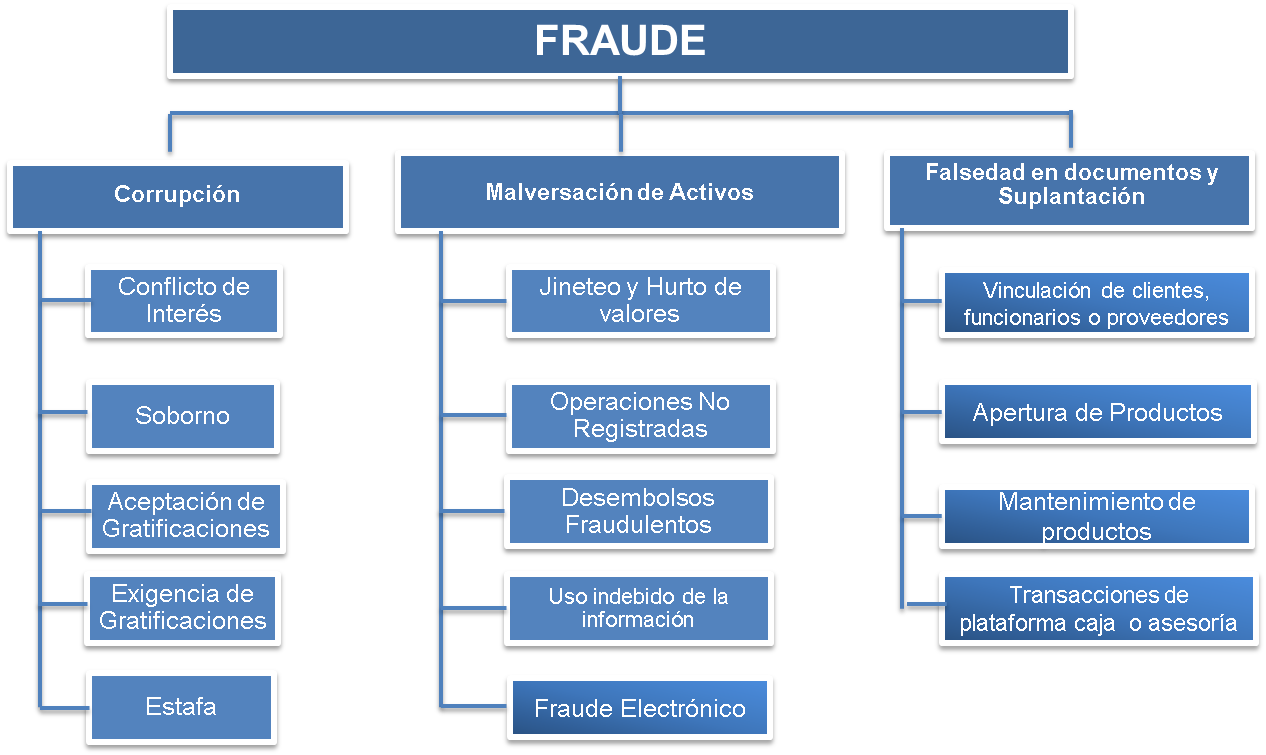 FRAUDE
Corrupción
Conflicto de
Interés
Soborno
Aceptación de
Gratificaciones
Exigencia de
Gratificaciones
Estafa
Malversación de Activos
Jineteo y Hurto de
valores
Operaciones No
Registradas
Desembolsos
Fraudulentos
Uso indebido de la
información
Fraude Electrónico
Falsedad en documentos y
Suplantación
Vinculación de clientes,
funcionarios o proveedores
Apertura de Productos
Mantenimiento de
productos
Transacciones de
plataforma caja o asesoría